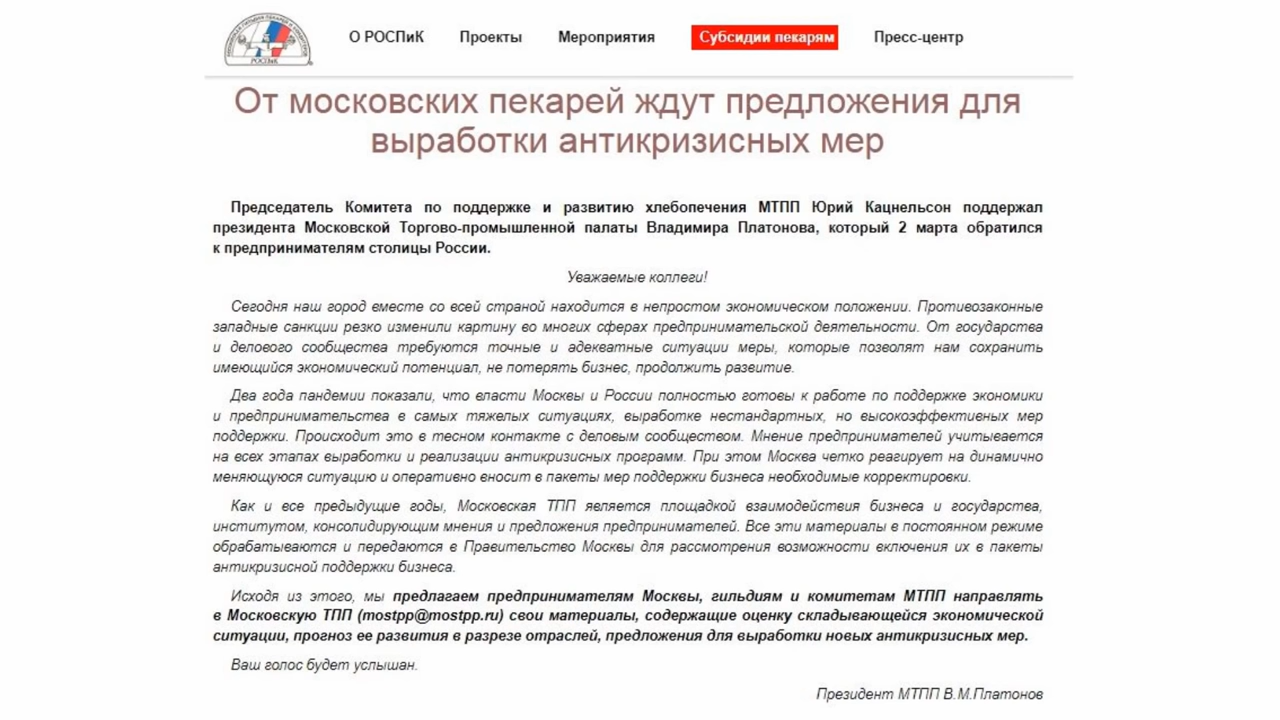 О РОСПиК Проекты Мероприятия Субсидии пекарям Пресс-центр
РОСПиК
От московских пекарей ждут предложения для
выработки антикризисных мер
Председатель Комитета по поддержке и развитию хлебопечения МТПП Юрий Кацнельсон поддержал
президента Московской Торгово-промышленной палаты Владимира Платонова, который 2 марта обратился
к предпринимателям столицы России.
Уважаемые коллеги!
Сегодня наш город вместе со всей страной находится в непростом экономическом положении. Противозаконные
западные санкции резко изменили картину во многих сферах предпринимательской деятельности. От государства
и делового сообщества требуются точные и адекватные ситуации меры, которые позволят нам сохранить
имеющийся экономический потенциал, не потерять бизнес, продолжить развитие.
Два года пандемии показали, что власти Москвы и России полностью готовы к работе по поддержке экономики
и предпринимательства в самых тяжелых ситуациях, выработке нестандартных, но высокоэффективных мер
поддержки. Происходит это в тесном контакте с деловым сообществом. Мнение предпринимателей учитывается
на всех этапах выработки и реализации антикризисных программ. При этом Москва четко реагирует на динамично
меняющуюся ситуацию и оперативно вносит в пакеты мер поддержки бизнеса необходимые корректировки.
Как и все предыдущие годы, Московская ТПП является площадкой взаимодействия бизнеса и государства,
институтом, консолидирующим мнения и предложения предпринимателей. Все эти материалы в постоянном режиме
обрабатываются и передаются в Правительство Москвы для рассмотрения возможности включения их в пакеты
антикризисной поддержки бизнеса.
Исходя из этого, мы предлагаем предпринимателям Москвы, гильдиям и комитетам МТПП направлять
в Московскую ТПП (mostpp@mostpp.ru) свои материалы, содержащие оценку складывающейся экономической
ситуации, прогноз ее развития в разрезе отраслей, предложения для выработки новых антикризисных мер.
Ваш голос будет услышан.
Президент МТПП В.М.Платонов